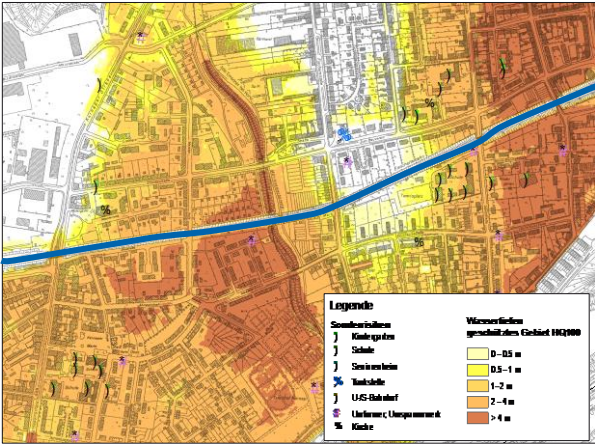 Legende
Sonderrisiken
Kindergarten
Schule
Seniorenheim
Tankstelle
U-/S-Bahnhof
Umformer, Umspannwerk
Kirche
Wassertiefen
geschütztes Gebiet HQ100
0 – 0.5 m
0.5 – 1 m
1 – 2 m
2 – 4 m
> 4 m